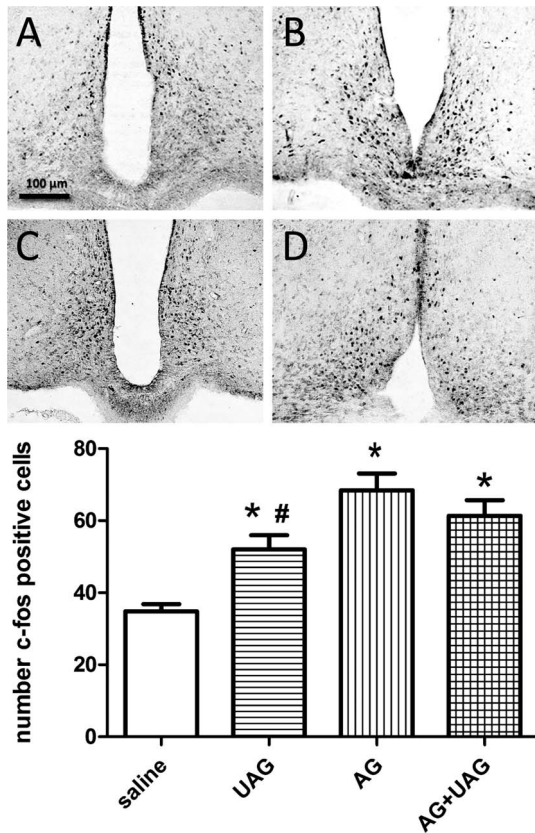 A
B
100 µm
C
D
number c-fos positive cells
80
60
40
20
0
*
#
*
*
saline
UAG
AG
AG+UAG